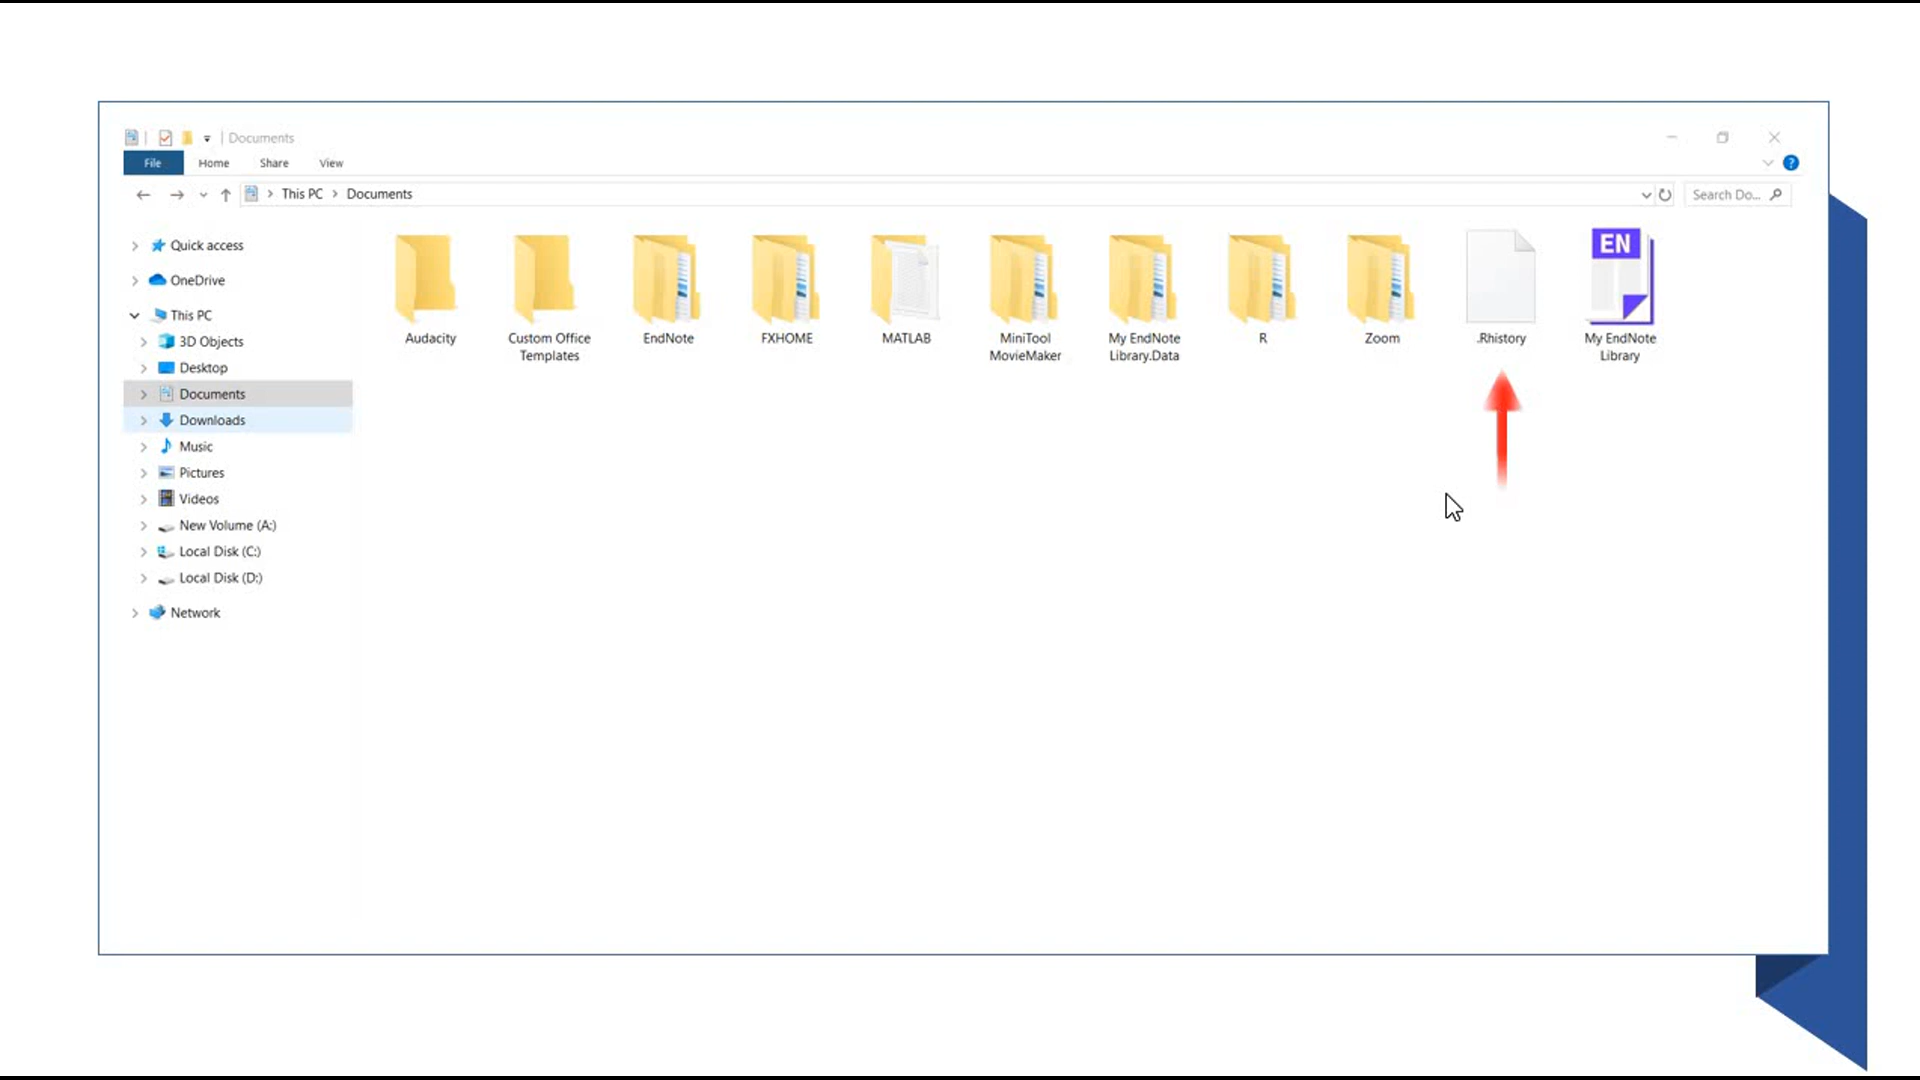 Documents
File Home Share View
This PC > Documents
Search Do...
Quick access
OneDrive
This PC
3D Objects
Desktop
Documents
Downloads
Music
Pictures
Videos
New Volume (A:)
Local Disk (C:)
Local Disk (D:)
Network
Audacity
Custom Office
Templates
EndNote
FXHOME
MATLAB
MiniTool
MovieMaker
My EndNote
Library.Data
R
Zoom
.Rhistory
EN
My EndNote
Library